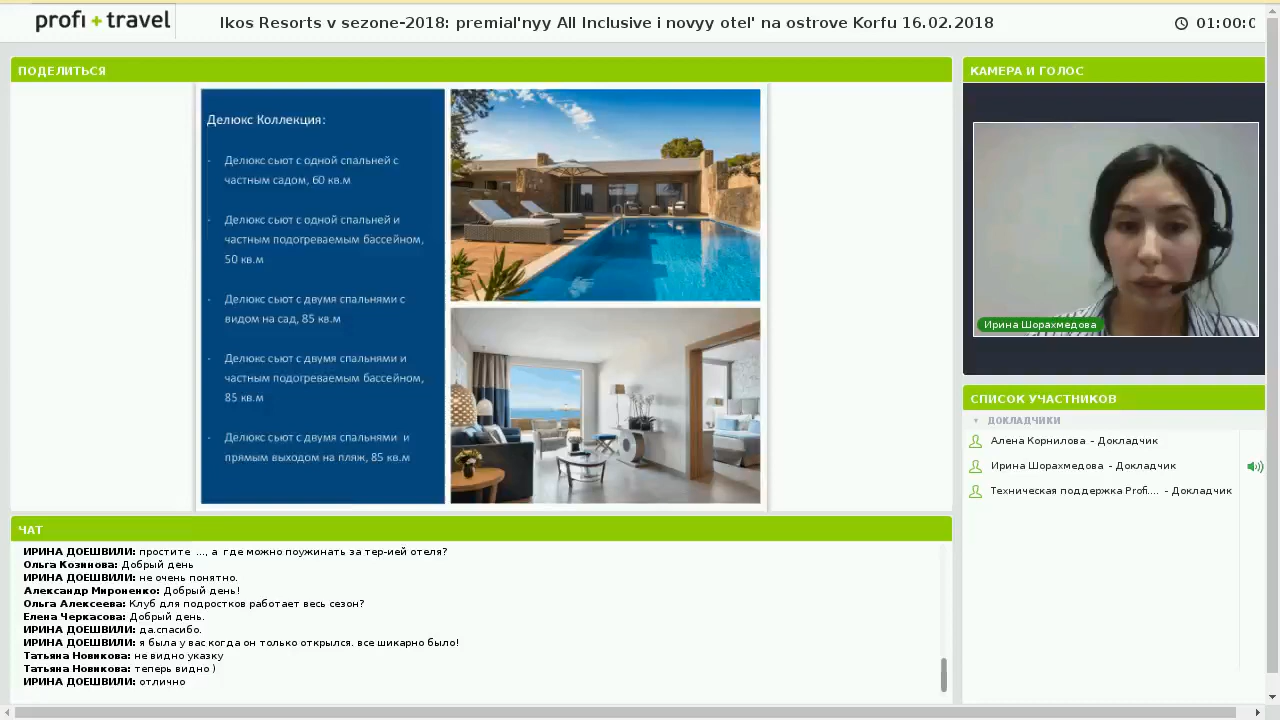 profi + travel
Ikos Resorts v sezone-2018: premial'nyy All Inclusive i novyy otel' na ostrove Korfu 16.02.2018
01:00:0
ПОДЕЛИТЬСЯ
Делюкс Коллекция:
- Делюкс сьют с одной спальней с
частным садом, 60 кв.м
- Делюкс сьют с одной спальней и
частным подогреваемым бассейном,
50 кв.м
- Делюкс сьют с двумя спальнями с
видом на сад, 85 кв.м
- Делюкс сьют с двумя спальнями и
частным подогреваемым бассейном,
85 кв.м
- Делюкс сьют с двумя спальнями и
прямым выходом на пляж, 85 кв.м
КАМЕРА И ГОЛОС
Ирина Шорахмедова
СПИСОК УЧАСТНИКОВ
ДОКЛАДЧИКИ
Алена Корнилова - Докладчик
Ирина Шорахмедова - Докладчик
Техническая поддержка Profi.... - Докладчик
ЧАТ
ИРИНА ДОЕШВИЛИ: простите ..., а где можно поужинать за тер-ией отеля?
Ольга Козинова: Добрый день
ИРИНА ДОЕШВИЛИ: не очень понятно.
Александр Мироненко: Добрый день!
Ольга Алексеева: Клуб для подростков работает весь сезон?
Елена Черкасова: Добрый день.
ИРИНА ДОЕШВИЛИ: да.спасибо.
ИРИНА ДОЕШВИЛИ: я была у вас когда он только открылся. все шикарно было!
Татьяна Новикова: не видно указку
Татьяна Новикова: теперь видно )
ИРИНА ДОЕШВИЛИ: отлично